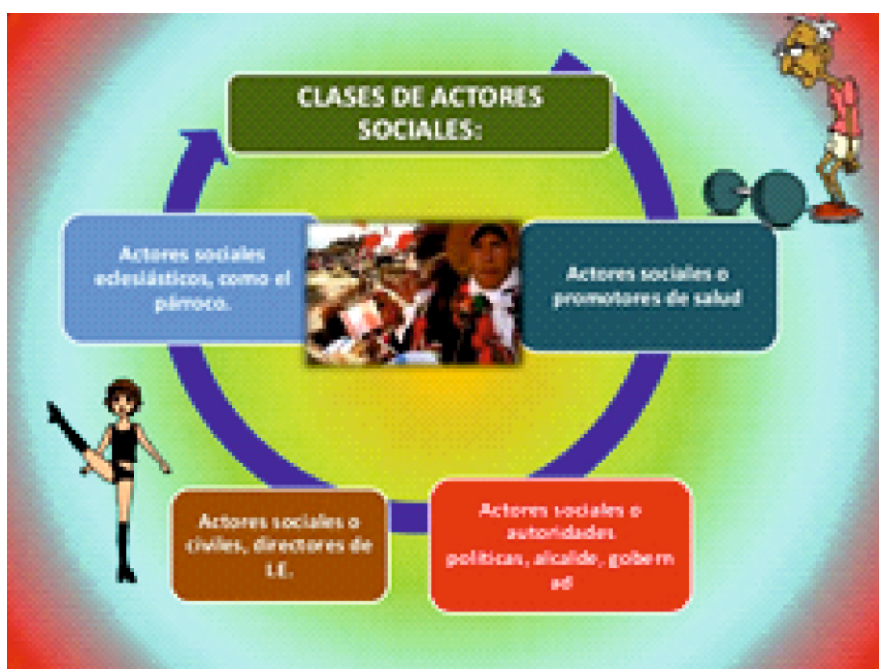 CLASES DE ACTORES
SOCIALES:
Actores sociales
eclesiásticos, como el
párroco.
Actores sociales o
promotores de salud
Actores sociales o
civiles, directores de
I.E.
Actores sociales o
autoridades
políticas, alcalde, gobern
ad